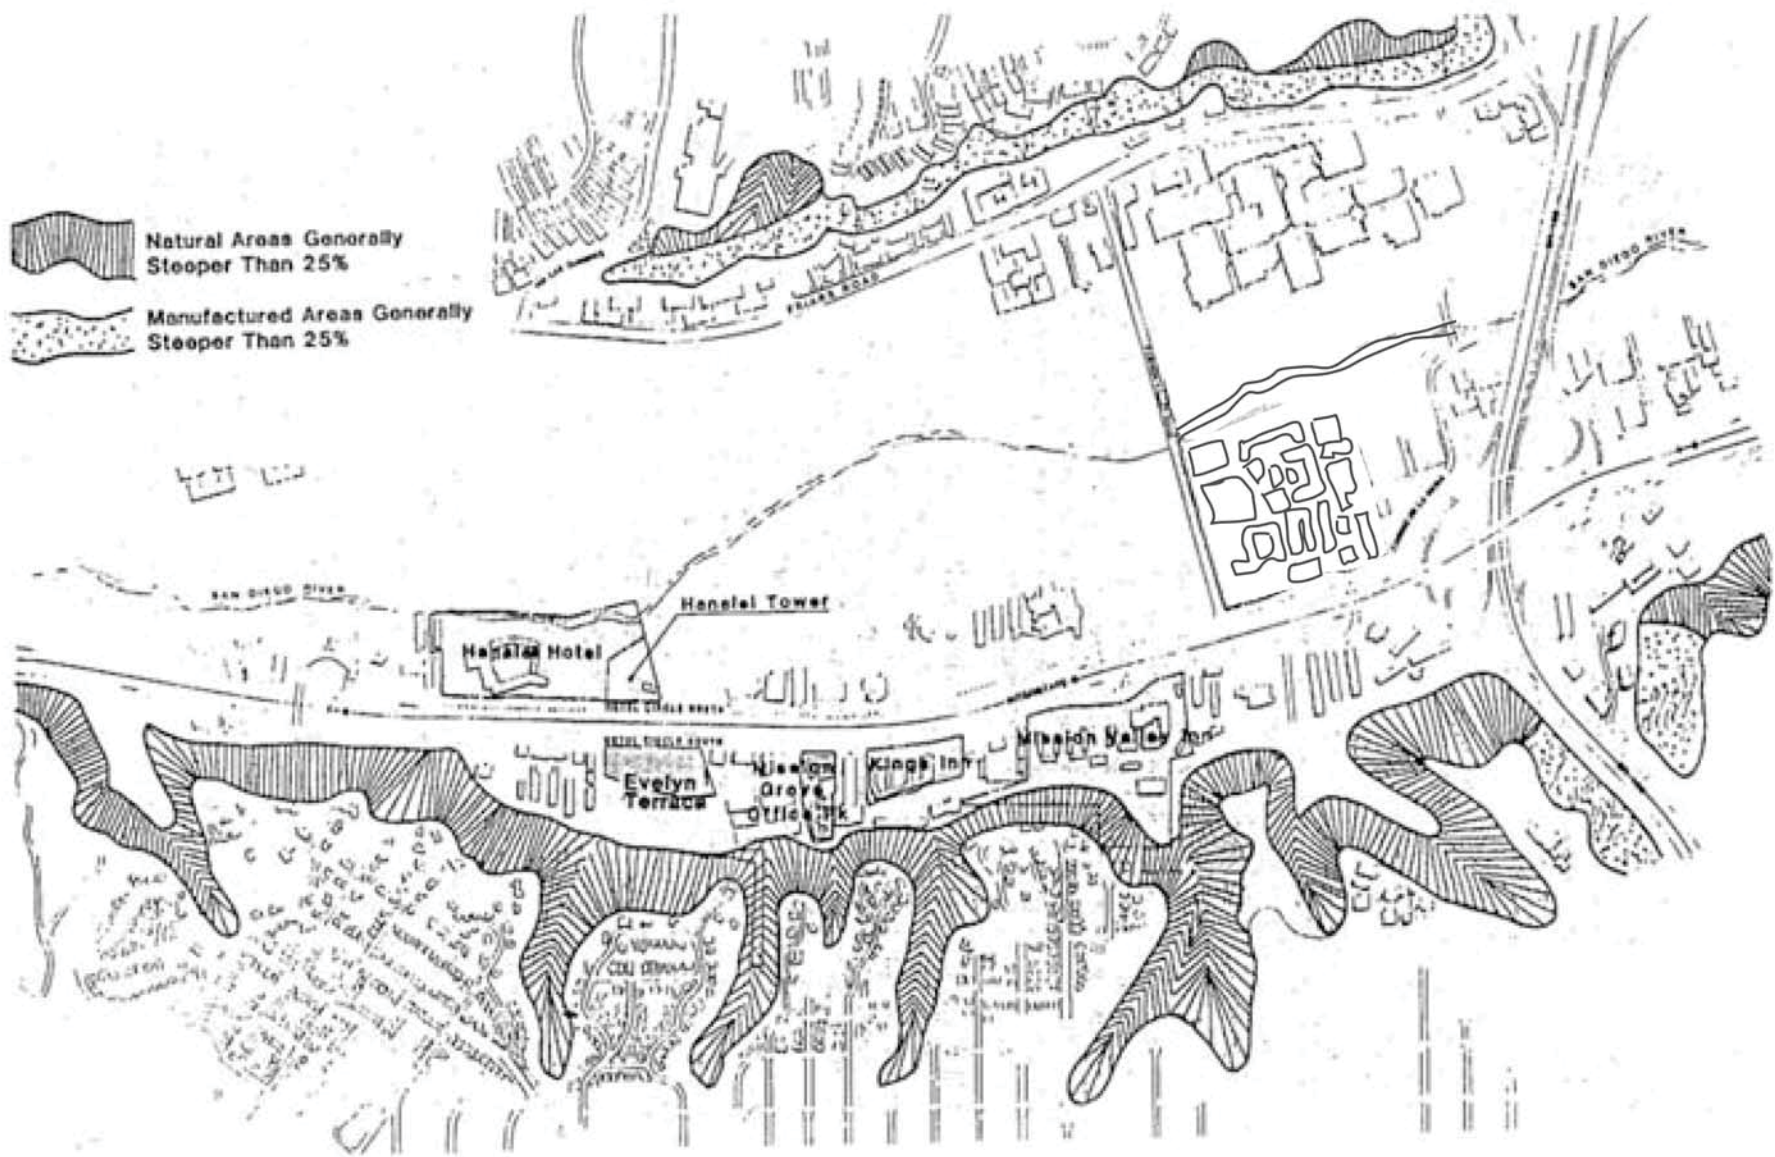 Natural Areas Generally
Steeper Than 25%
Manufactured Areas Generally
Steeper Than 25%
FRIARS ROAD
SAN DIEGO RIVER
SAN DIEGO RIVER
Hanalei Tower
Hanalei Hotel
HOTEL CIRCLE NORTH
INTERSTATE 8
HOTEL CIRCLE SOUTH
Evelyn
Terrace
Mission
Grove
Office Pk
Kings Inn
Mission Valley Inn